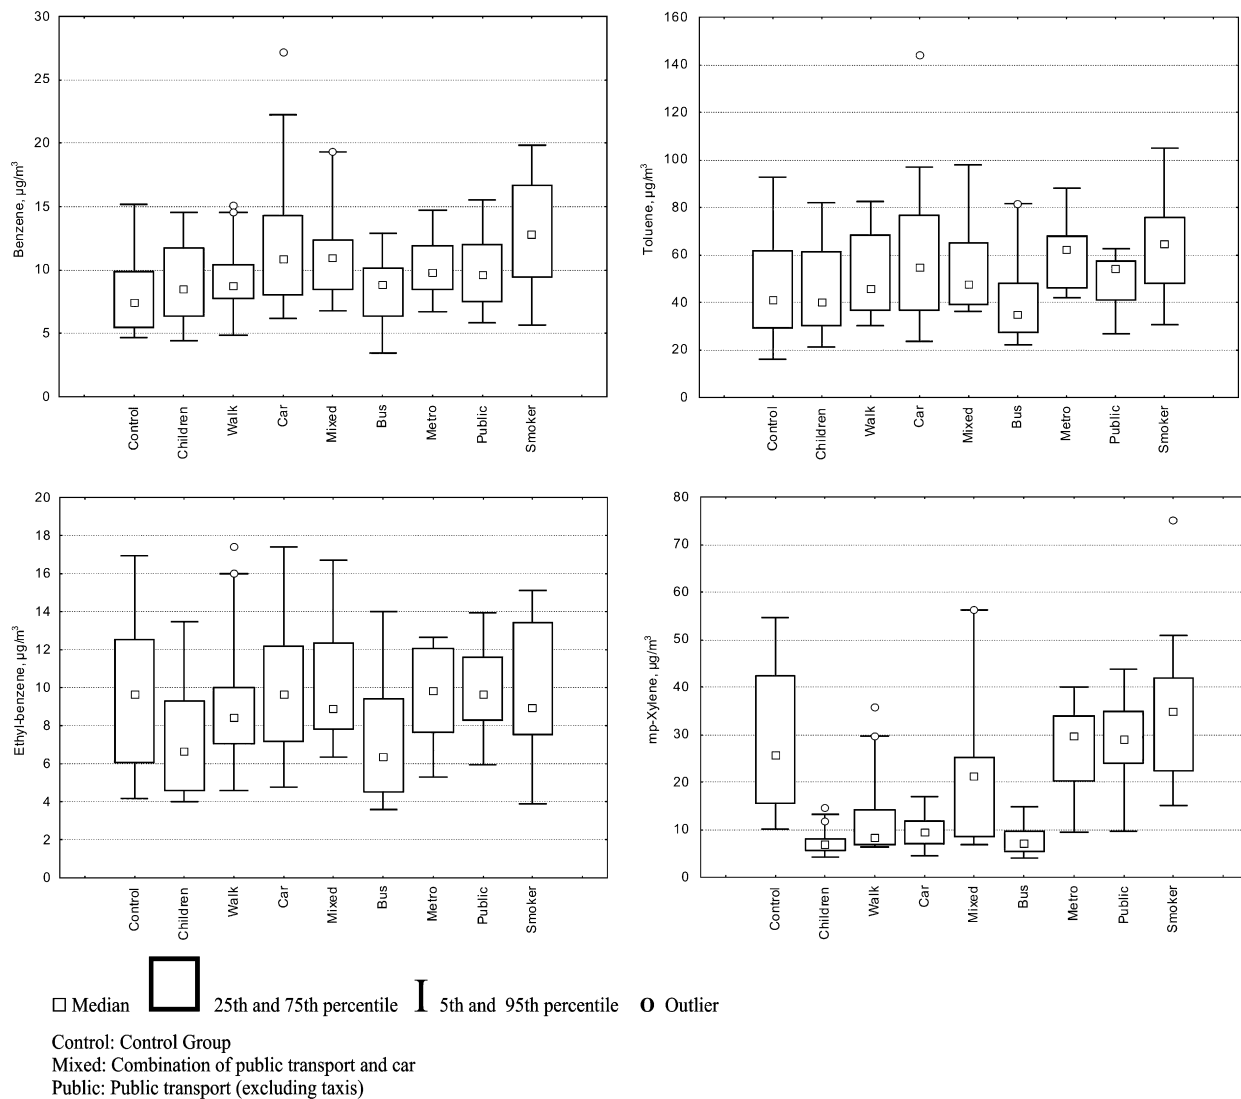 Benzene, µg/m³
30
25
20
15
10
5
0
Control
Children
Walk
Car
Mixed
Bus
Metro
Public
Smoker
Toluene, µg/m³
160
140
120
100
80
60
40
20
0
Control
Children
Walk
Car
Mixed
Bus
Metro
Public
Smoker
Ethyl-benzene, µg/m³
20
18
16
14
12
10
8
6
4
2
0
Control
Children
Walk
Car
Mixed
Bus
Metro
Public
Smoker
mp-Xylene, µg/m³
80
70
60
50
40
30
20
10
0
Control
Children
Walk
Car
Mixed
Bus
Metro
Public
Smoker
Median 25th and 75th percentile 5th and 95th percentile Outlier
Control: Control Group
Mixed: Combination of public transport and car
Public: Public transport (excluding taxis)